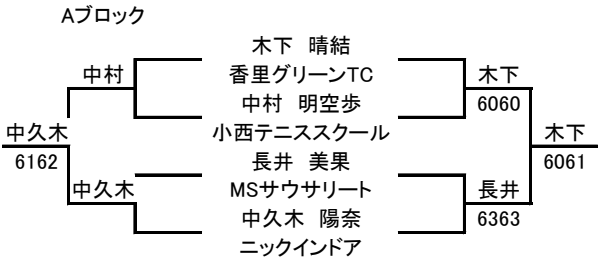 Aブロック
木下 晴結
中村
香里グリーンTC
木下
中村 明空歩
6060
中久木
小西テニススクール
木下
6162
長井 美果
6061
中久木
MSサウサリート
長井
中久木 陽奈
6363
ニックインドア